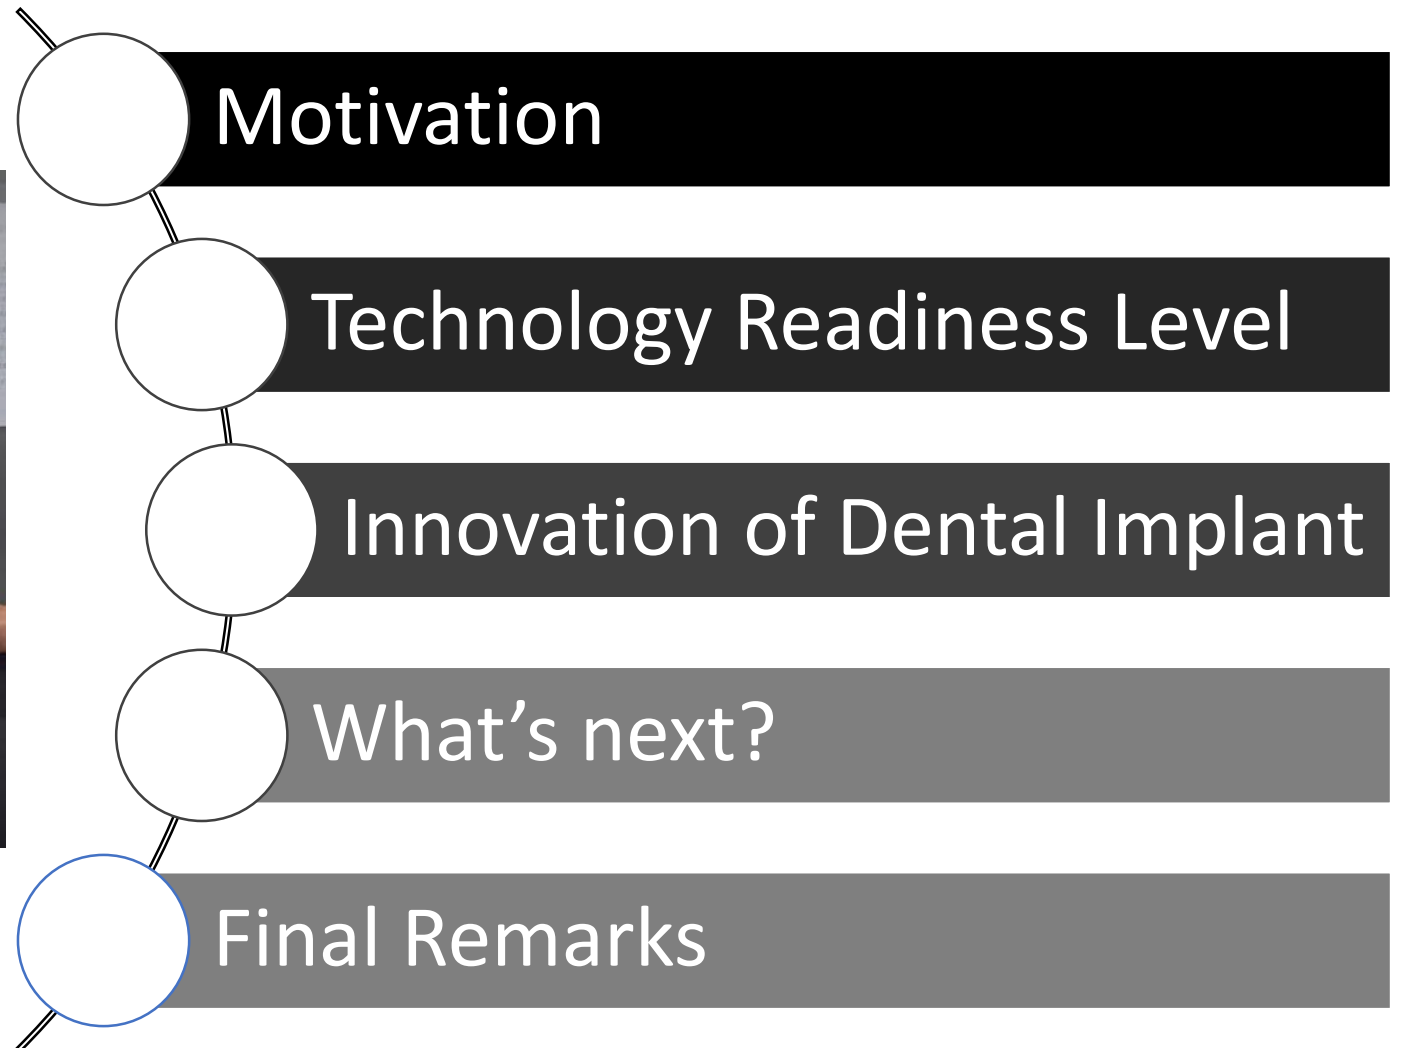 Motivation
Technology Readiness Level
Innovation of Dental Implant
What’s next?
Final Remarks